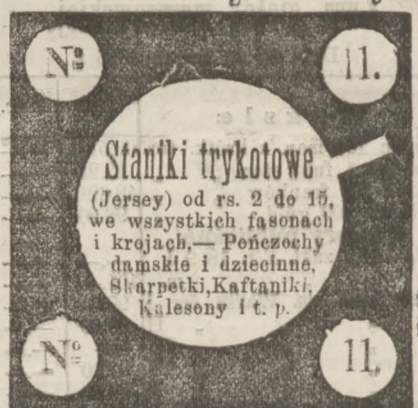 Nº 11.
Staniki trykotowe
(Jersey) od rs. 2 do 15,
we wszystkich fasonach
i krojach,— Pończochy
damskie i dziecinne,
Skarpetki, Kaftaniki,
Kalesony i t. p.
Nº 11.